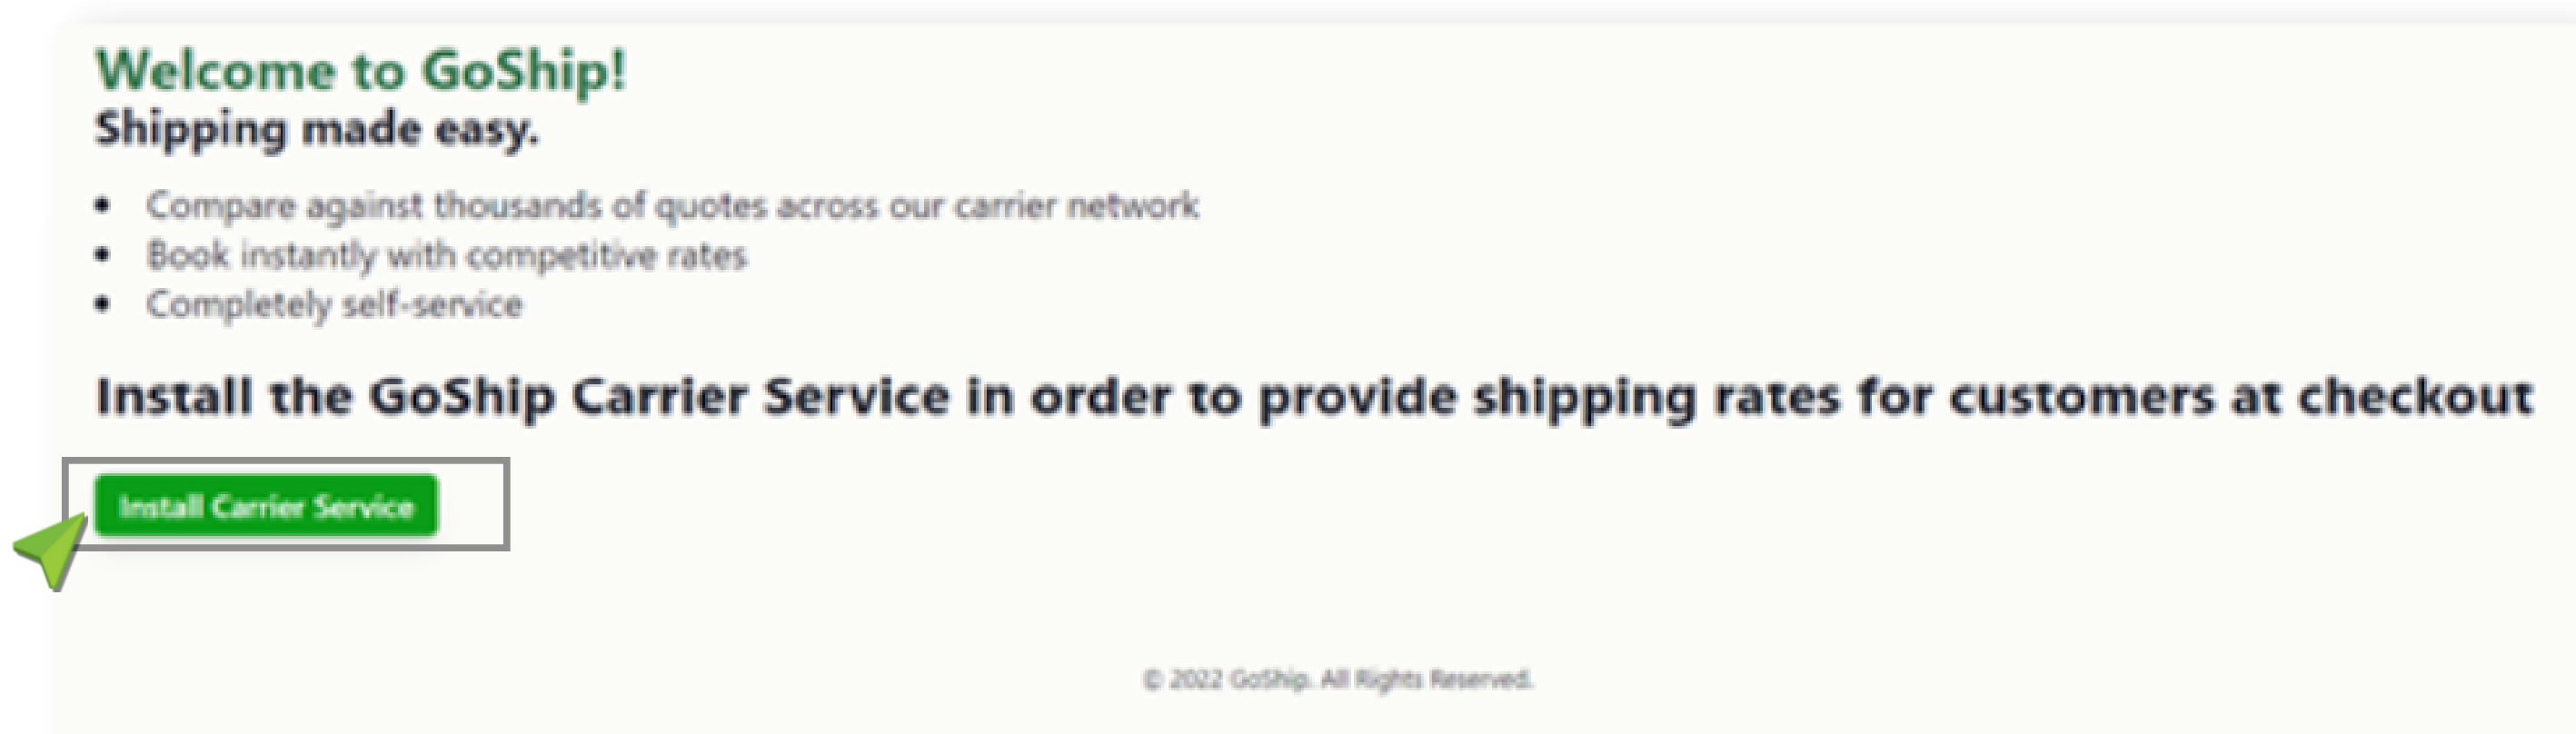 Welcome to GoShip!
Shipping made easy.
• Compare against thousands of quotes across our carrier network
• Book instantly with competitive rates
• Completely self-service
Install the GoShip Carrier Service in order to provide shipping rates for customers at checkout
Install Carrier Service
© 2022 GoShip. All Rights Reserved.